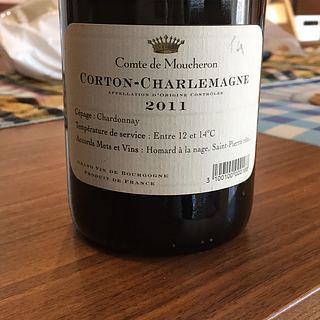 Comte de Moucheron
CORTON-CHARLEMAGNE
APPELLATION D'ORIGINE CONTRÔLÉE
2011
Cépage : Chardonnay
Température de service : Entre 12 et 14°C
Accords Mets et Vins : Homard à la nage, Saint-Pierre
GRAND VIN DE BOURGOGNE
PRODUIT DE FRANCE